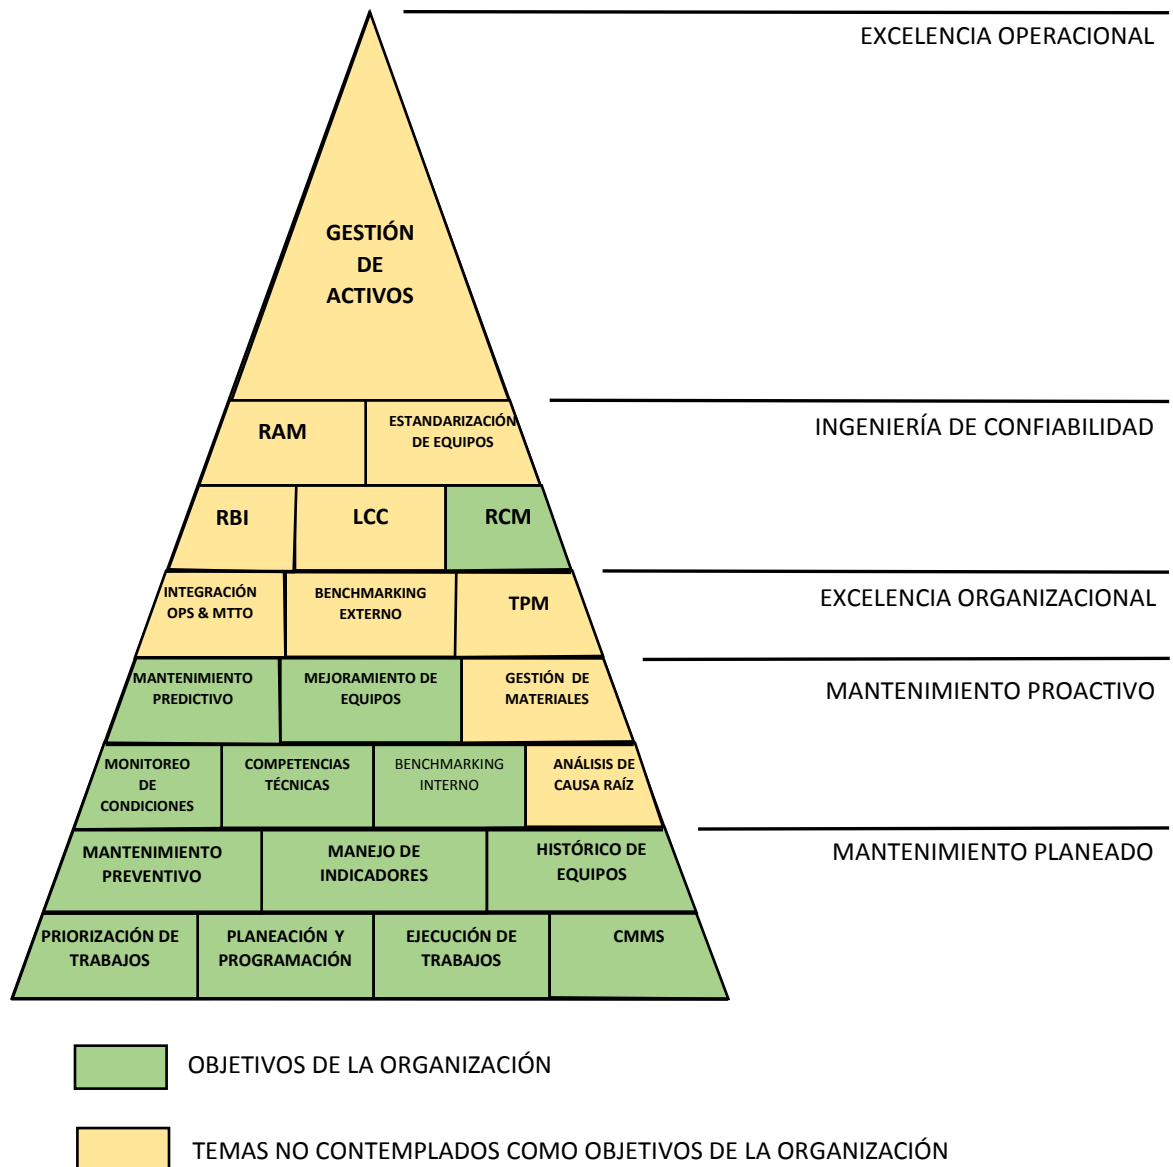 EXCELENCIA OPERACIONAL
GESTIÓN
DE
ACTIVOS
INGENIERÍA DE CONFIABILIDAD
RAM
ESTANDARIZACIÓN
DE EQUIPOS
RBI
LCC
RCM
EXCELENCIA ORGANIZACIONAL
INTEGRACIÓN
OPS & MTTO
BENCHMARKING
EXTERNO
TPM
MANTENIMIENTO PROACTIVO
MANTENIMIENTO
PREDICTIVO
MEJORAMIENTO DE
EQUIPOS
GESTIÓN DE
MATERIALES
MONITOREO
DE
CONDICIONES
COMPETENCIAS
TÉCNICAS
BENCHMARKING
INTERNO
ANÁLISIS DE
CAUSA RAÍZ
MANTENIMIENTO PLANEADO
MANTENIMIENTO
PREVENTIVO
MANEJO DE
INDICADORES
HISTÓRICO DE
EQUIPOS
PRIORIZACIÓN DE
TRABAJOS
PLANEACIÓN Y
PROGRAMACIÓN
EJECUCIÓN DE
TRABAJOS
CMMS
OBJETIVOS DE LA ORGANIZACIÓN
TEMAS NO CONTEMPLADOS COMO OBJETIVOS DE LA ORGANIZACIÓN